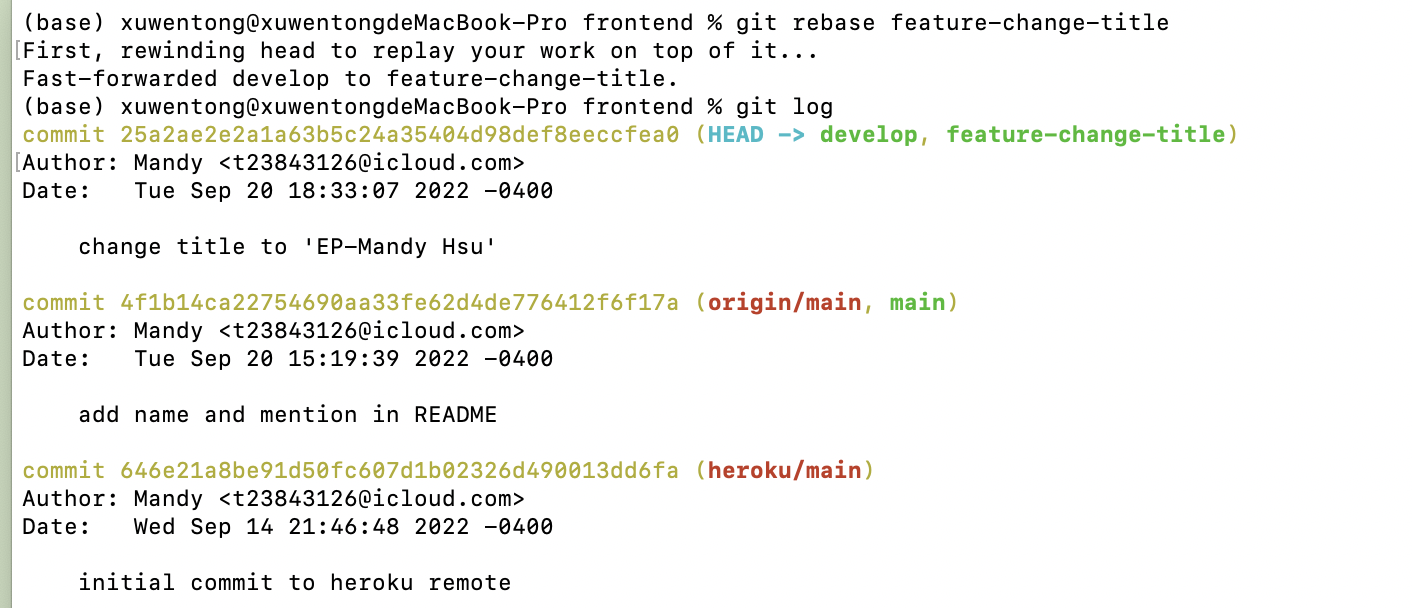 (base) xuwentong@xuwentongdeMacBook-Pro frontend % git rebase feature-change-title
First, rewinding head to replay your work on top of it...
Fast-forwarded develop to feature-change-title.
(base) xuwentong@xuwentongdeMacBook-Pro frontend % git log
commit 25a2ae2e2a1a63b5c24a35404d98def8eeccfea0 (HEAD -> develop, feature-change-title)
Author: Mandy <t23843126@icloud.com>
Date:   Tue Sep 20 18:33:07 2022 -0400

    change title to 'EP-Mandy Hsu'

commit 4f1b14ca22754690aa33fe62d4de776412f6f17a (origin/main, main)
Author: Mandy <t23843126@icloud.com>
Date:   Tue Sep 20 15:19:39 2022 -0400

    add name and mention in README

commit 646e21a8be91d50fc607d1b02326d490013dd6fa (heroku/main)
Author: Mandy <t23843126@icloud.com>
Date:   Wed Sep 14 21:46:48 2022 -0400

    initial commit to heroku remote